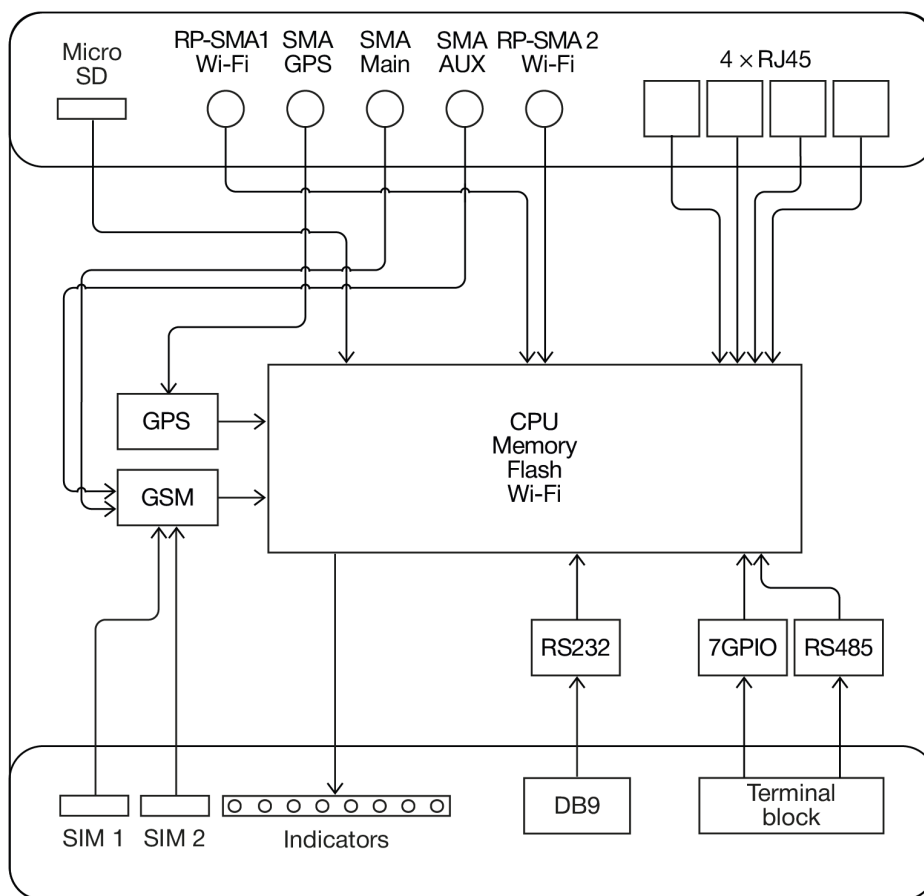 Micro
SD
RP-SMA1
Wi-Fi
SMA
GPS
SMA
Main
SMA
AUX
RP-SMA 2
Wi-Fi
4 × RJ45
GPS
GSM
CPU
Memory
Flash
Wi-Fi
RS232
7GPIO
RS485
SIM 1
SIM 2
Indicators
DB9
Terminal
block